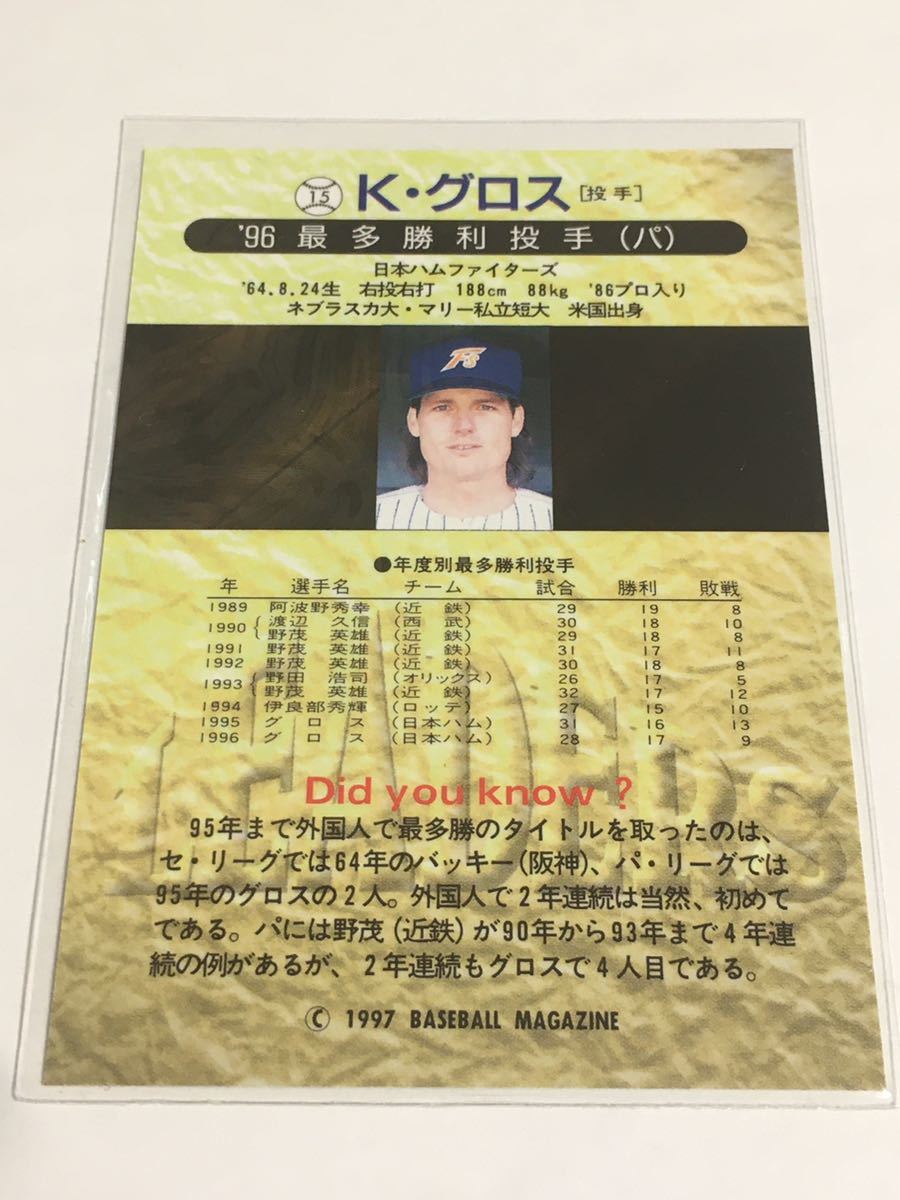 15 K・グロス [投手]
'96 最多勝利投手(パ)
日本ハムファイターズ
'64.8.24生 右投右打 188cm 88kg '86プロ入り
ネブラスカ大・マリー私立短大 米国出身
Fs
●年度別最多勝利投手
年 選手名 チーム 試合 勝利 敗戦
1989 阿波野秀幸 (近鉄) 29 19 8
1990 { 渡辺久信 (西武) 30 18 10
野茂英雄 (近鉄) 29 18 8
1991 野茂英雄 (近鉄) 31 17 11
1992 野茂英雄 (近鉄) 30 18 8
1993 { 野田浩司 (オリックス) 26 17 5
野茂英雄 (近鉄) 32 17 12
1994 伊良部秀輝 (ロッテ) 27 15 10
1995 グロス (日本ハム) 31 16 13
1996 グロス (日本ハム) 28 17 9
LEADERS
Did you know ?
95年まで外国人で最多勝のタイトルを取ったのは、
セ・リーグでは64年のバッキー(阪神)、パ・リーグでは
95年のグロスの2人。外国人で2年連続は当然、初めて
である。パには野茂(近鉄)が90年から93年まで4年連
続の例があるが、2年連続もグロスで4人目である。
© 1997 BASEBALL MAGAZINE